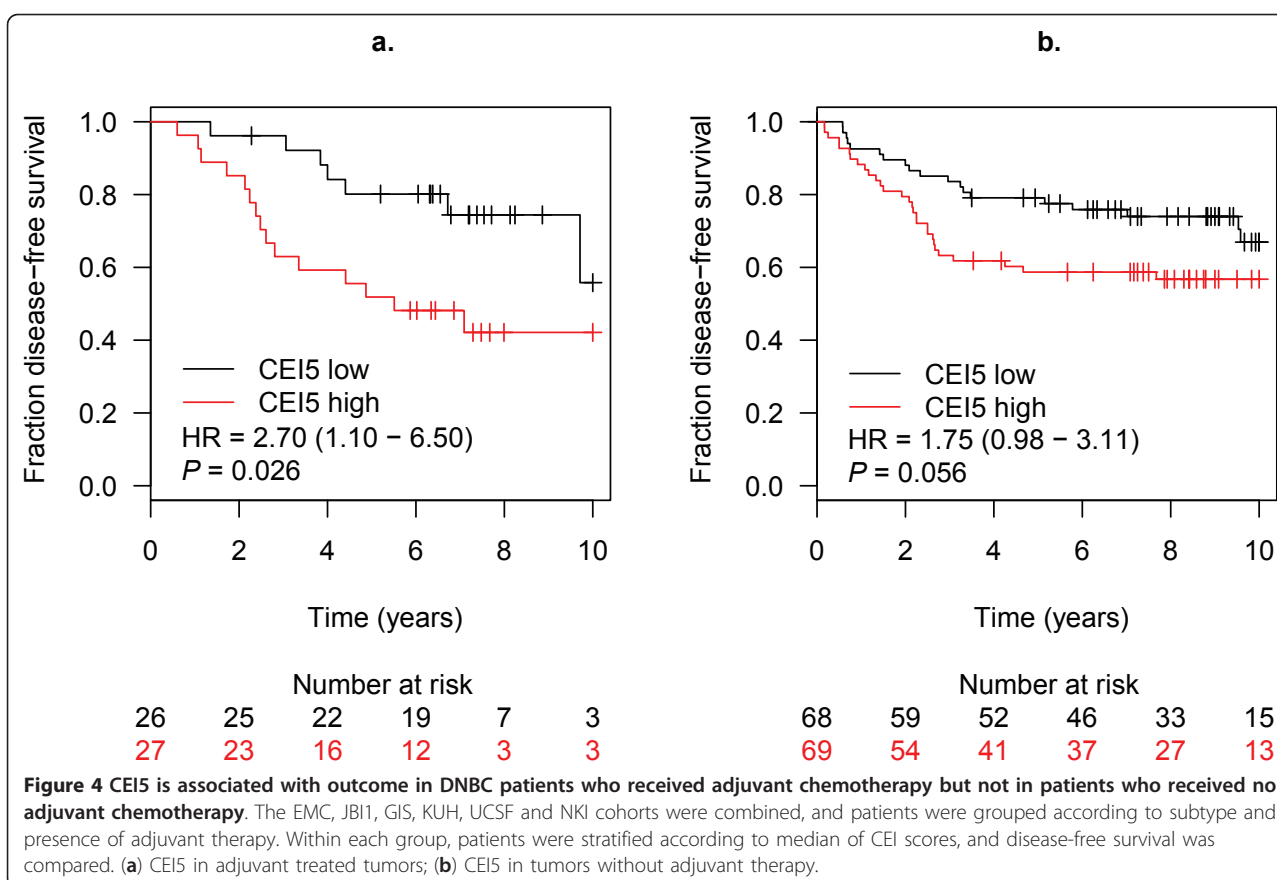 a.
Fraction disease−free survival
1.0
0.8
0.6
0.4
0.2
0.0
CEI5 low
CEI5 high
HR = 2.70 (1.10 − 6.50)
P = 0.026
0 2 4 6 8 10
Time (years)
Number at risk
26 25 22 19 7 3
27 23 16 12 3 3
b.
Fraction disease−free survival
1.0
0.8
0.6
0.4
0.2
0.0
CEI5 low
CEI5 high
HR = 1.75 (0.98 − 3.11)
P = 0.056
0 2 4 6 8 10
Time (years)
Number at risk
68 59 52 46 33 15
69 54 41 37 27 13
Figure 4 CEI5 is associated with outcome in DNBC patients who received adjuvant chemotherapy but not in patients who received no
adjuvant chemotherapy. The EMC, JBI1, GIS, KUH, UCSF and NKI cohorts were combined, and patients were grouped according to subtype and
presence of adjuvant therapy. Within each group, patients were stratified according to median of CEI scores, and disease-free survival was
compared. (a) CEI5 in adjuvant treated tumors; (b) CEI5 in tumors without adjuvant therapy.